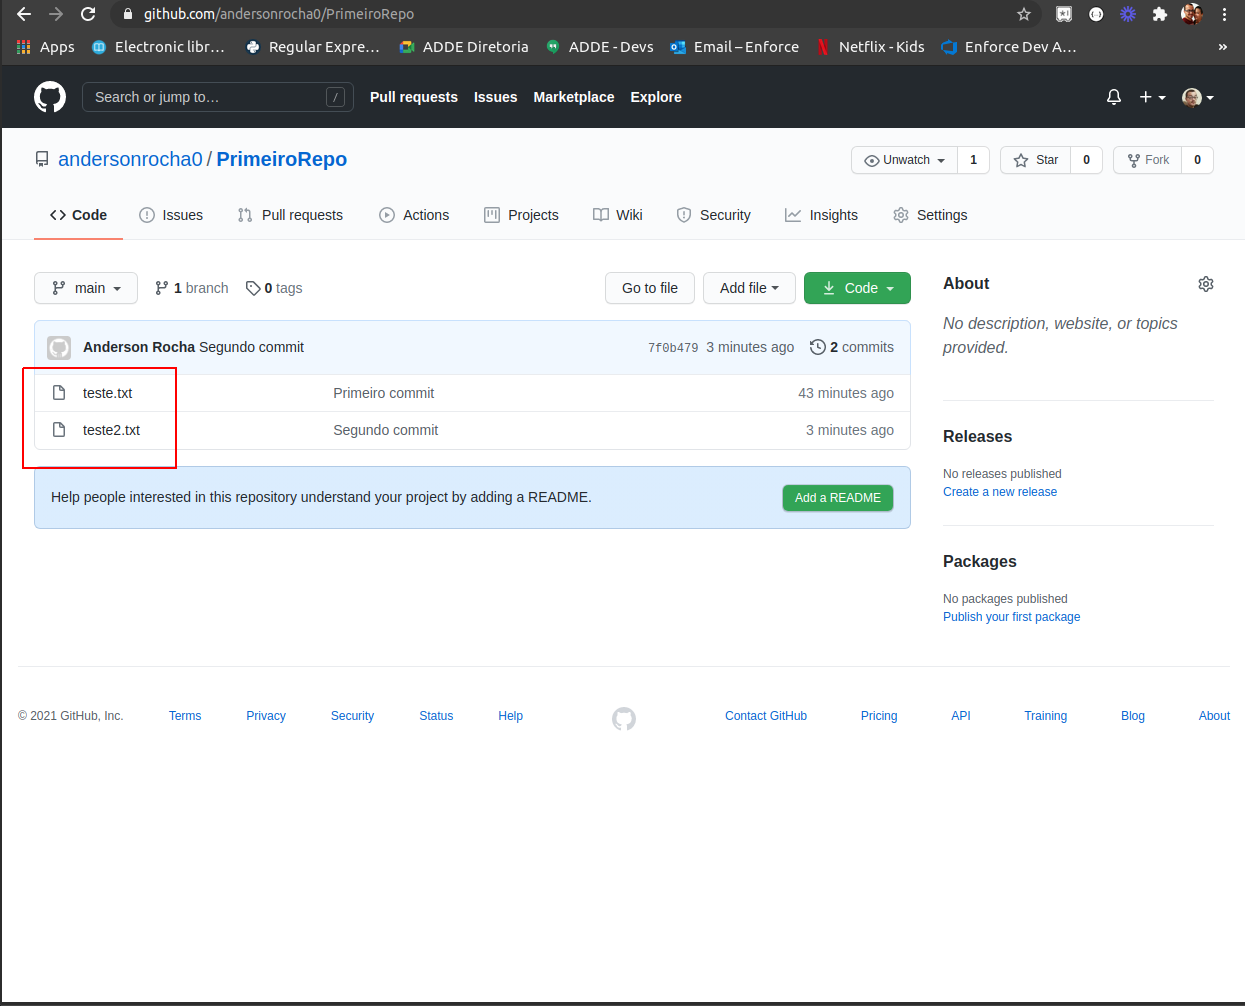 github.com/andersonrocha0/PrimeiroRepo
Apps Electronic libr… Regular Expre… ADDE Diretoria ADDE - Devs Email – Enforce Netflix - Kids Enforce Dev A… »
Search or jump to… / Pull requests Issues Marketplace Explore
andersonrocha0 / PrimeiroRepo Unwatch 1 Star 0 Fork 0
Code Issues Pull requests Actions Projects Wiki Security Insights Settings
main 1 branch 0 tags Go to file Add file Code
Anderson Rocha Segundo commit 7f0b479 3 minutes ago 2 commits
teste.txt Primeiro commit 43 minutes ago
teste2.txt Segundo commit 3 minutes ago
Help people interested in this repository understand your project by adding a README. Add a README
About
No description, website, or topics
provided.
Releases
No releases published
Create a new release
Packages
No packages published
Publish your first package
© 2021 GitHub, Inc. Terms Privacy Security Status Help Contact GitHub Pricing API Training Blog About